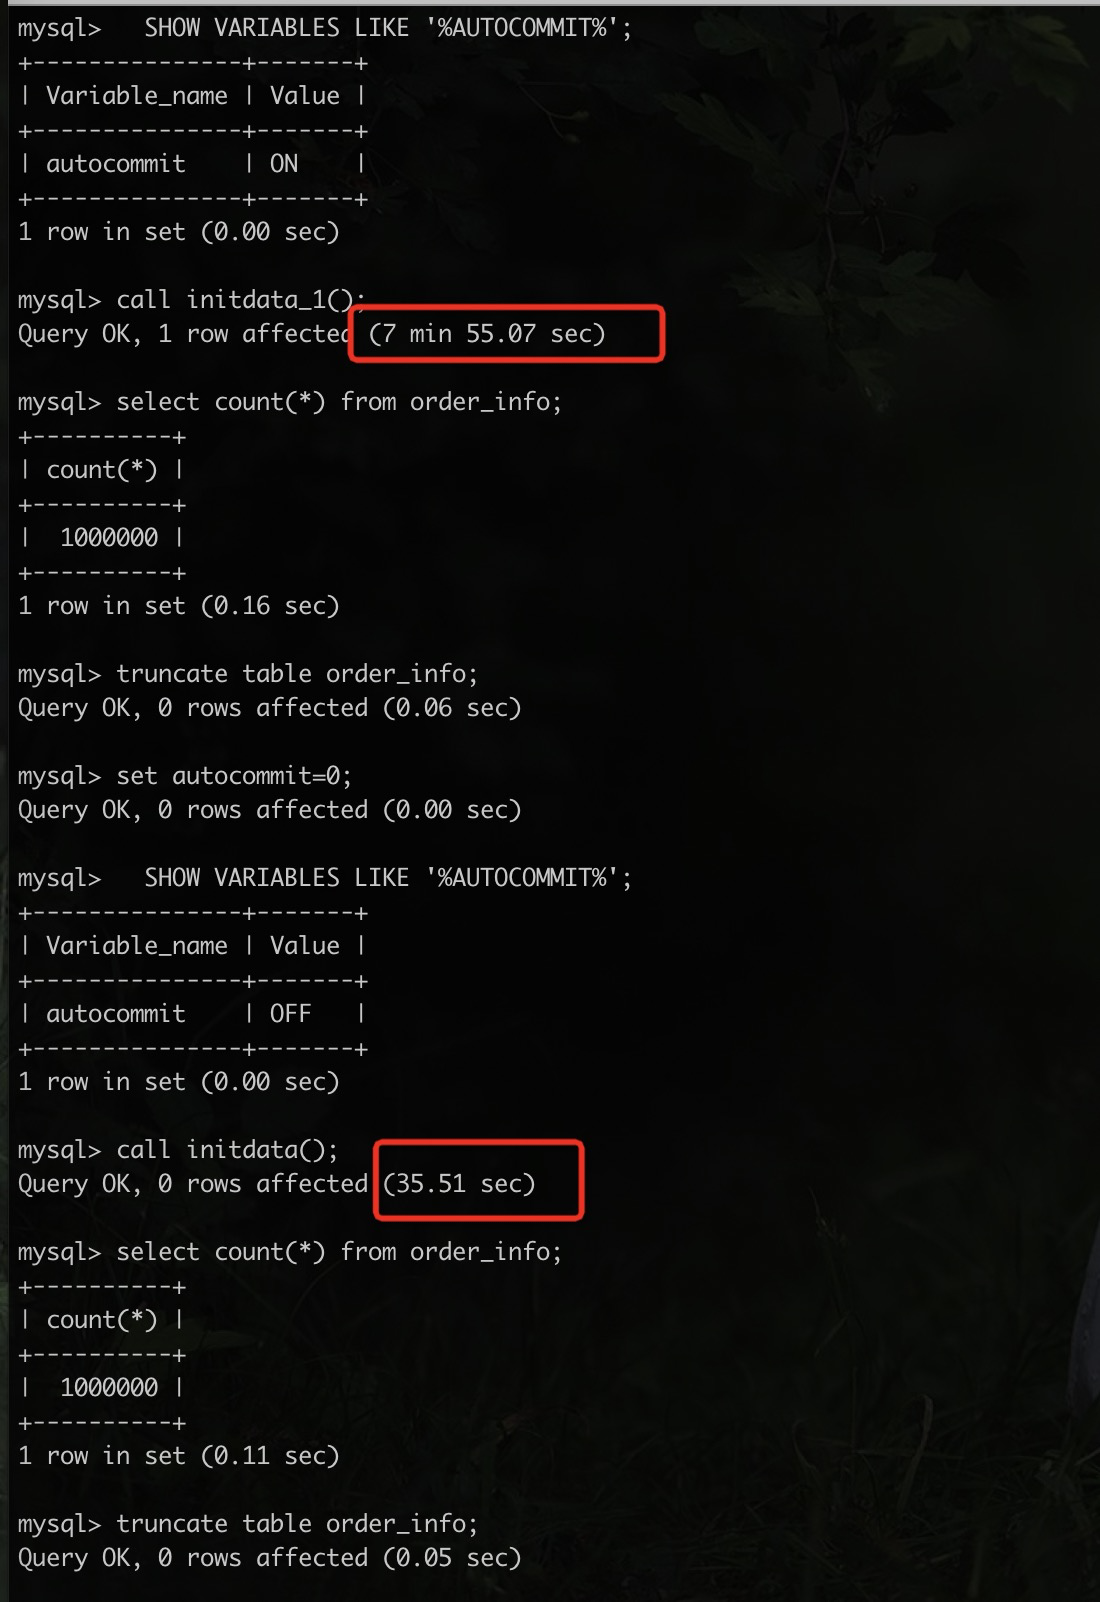 mysql>   SHOW VARIABLES LIKE '%AUTOCOMMIT%';
+---------------+-------+
| Variable_name | Value |
+---------------+-------+
| autocommit    | ON    |
+---------------+-------+
1 row in set (0.00 sec)
mysql> call initdata_1();
Query OK, 1 row affected (7 min 55.07 sec)
mysql> select count(*) from order_info;
+----------+
| count(*) |
+----------+
|  1000000 |
+----------+
1 row in set (0.16 sec)
mysql> truncate table order_info;
Query OK, 0 rows affected (0.06 sec)
mysql> set autocommit=0;
Query OK, 0 rows affected (0.00 sec)
mysql>   SHOW VARIABLES LIKE '%AUTOCOMMIT%';
+---------------+-------+
| Variable_name | Value |
+---------------+-------+
| autocommit    | OFF   |
+---------------+-------+
1 row in set (0.00 sec)
mysql> call initdata();
Query OK, 0 rows affected (35.51 sec)
mysql> select count(*) from order_info;
+----------+
| count(*) |
+----------+
|  1000000 |
+----------+
1 row in set (0.11 sec)
mysql> truncate table order_info;
Query OK, 0 rows affected (0.05 sec)